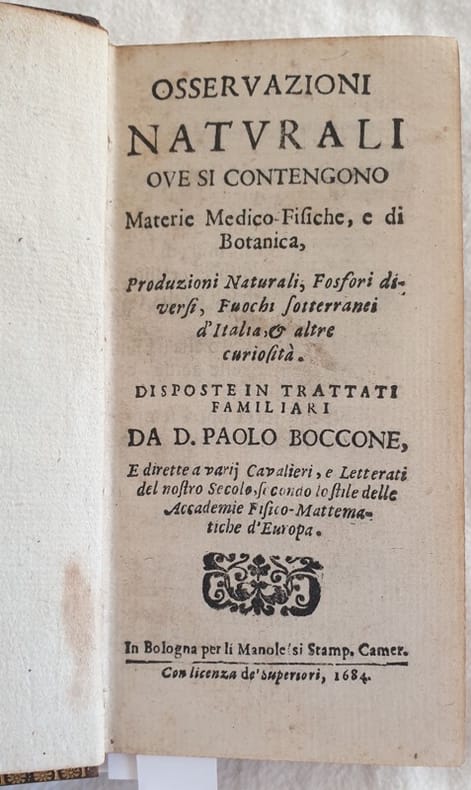 OSSERVAZIONI
NATVRALI
OVE SI CONTENGONO
Materie Medico-Fiſiche, e di
Botanica,
Produzioni Naturali, Fosfori di-
verſi, Fuochi ſotterranei
d'Italia, & altre
curioſità.
DISPOSTE IN TRATTATI
FAMILIARI
DA D. PAOLO BOCCONE,
E dirette a varij Cavalieri, e Letterati
del noſtro Secolo, ſecondo lo ſtile delle
Accademie Fiſico-Mattema-
tiche d'Europa.
In Bologna per li Manoleſsi Stamp. Camer.
Con licenza de' Superiori, 1684.